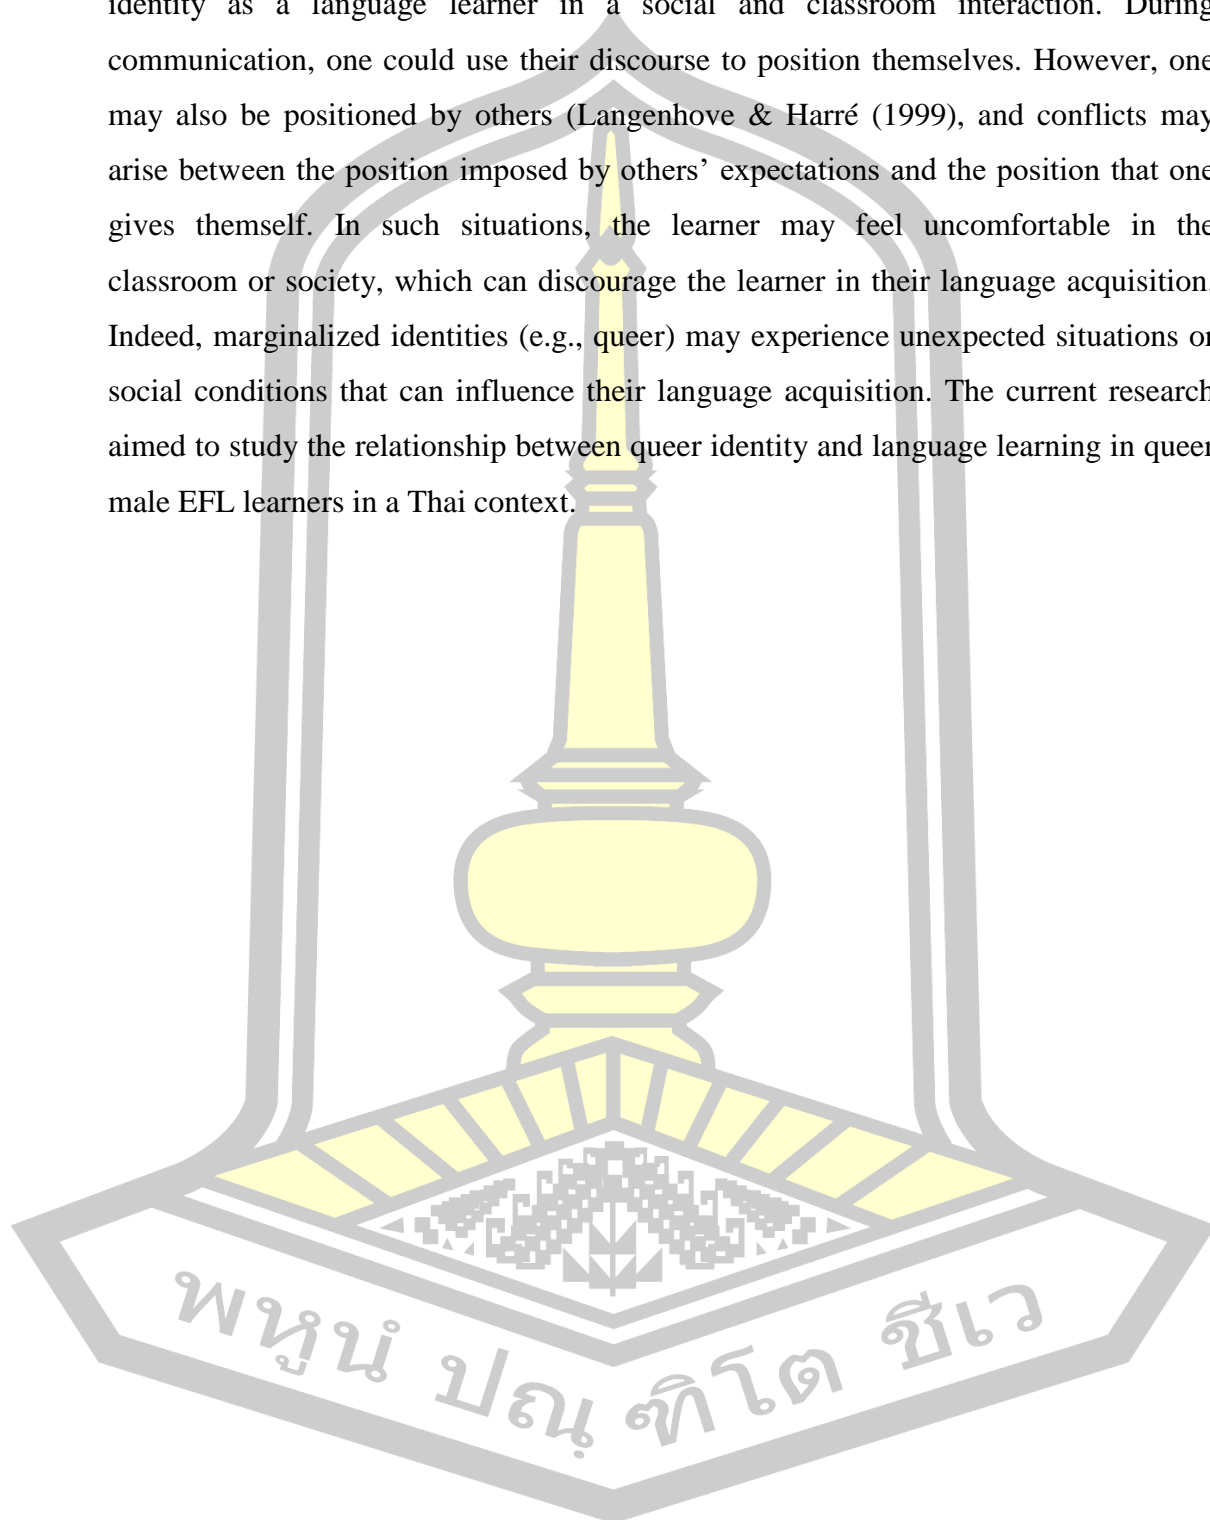 identity as a language learner in a social and classroom interaction. During
communication, one could use their discourse to position themselves. However, one
may also be positioned by others (Langenhove & Harré (1999), and conflicts may
arise between the position imposed by others’ expectations and the position that one
gives themself. In such situations, the learner may feel uncomfortable in the
classroom or society, which can discourage the learner in their language acquisition.
Indeed, marginalized identities (e.g., queer) may experience unexpected situations or
social conditions that can influence their language acquisition. The current research
aimed to study the relationship between queer identity and language learning in queer
male EFL learners in a Thai context.
พหูนํ ปณฺฑิโต ชีเว